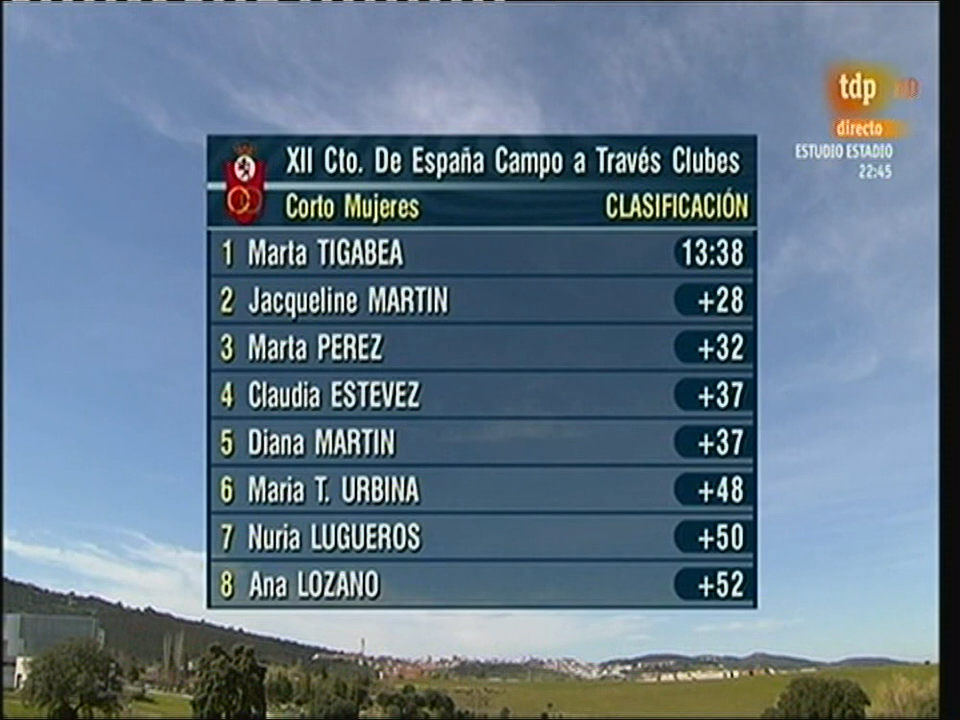 tdp HD
directo
ESTUDIO ESTADIO
22:45
XII Cto. De España Campo a Través Clubes
Corto Mujeres CLASIFICACIÓN
1 Marta TIGABEA 13:38
2 Jacqueline MARTIN +28
3 Marta PEREZ +32
4 Claudia ESTEVEZ +37
5 Diana MARTIN +37
6 Maria T. URBINA +48
7 Nuria LUGUEROS +50
8 Ana LOZANO +52